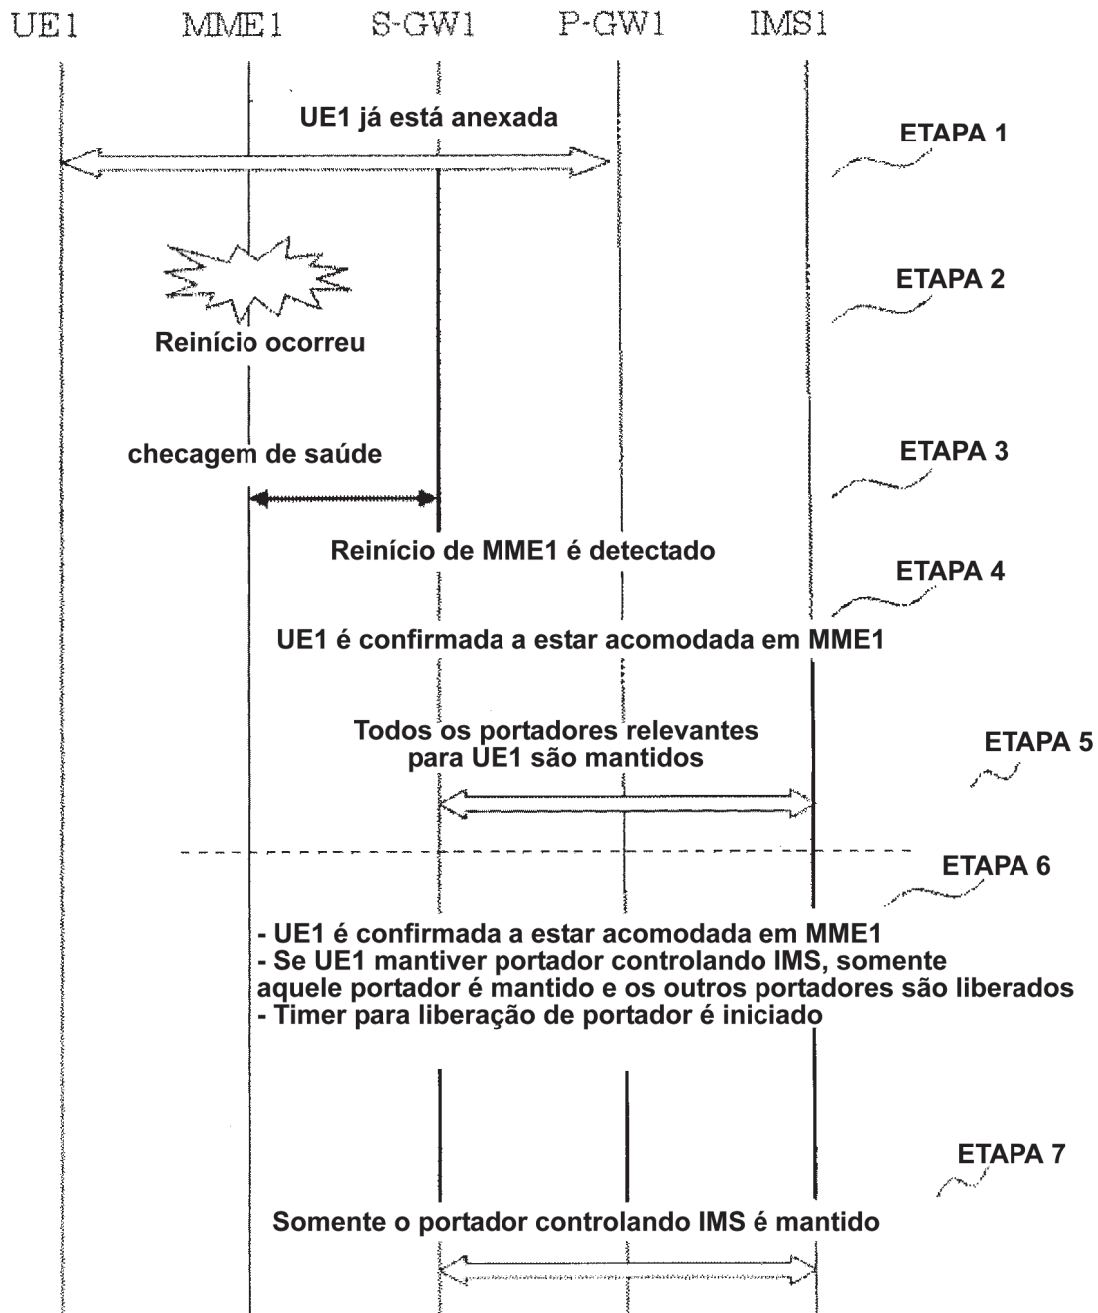 UE1 MME1 S-GW1 P-GW1 IMS1
UE1 já está anexada
ETAPA 1
ETAPA 2
Reinício ocorreu
checagem de saúde
ETAPA 3
Reinício de MME1 é detectado
ETAPA 4
UE1 é confirmada a estar acomodada em MME1
Todos os portadores relevantes
para UE1 são mantidos
ETAPA 5
ETAPA 6
- UE1 é confirmada a estar acomodada em MME1
- Se UE1 mantiver portador controlando IMS, somente
aquele portador é mantido e os outros portadores são liberados
- Timer para liberação de portador é iniciado
ETAPA 7
Somente o portador controlando IMS é mantido